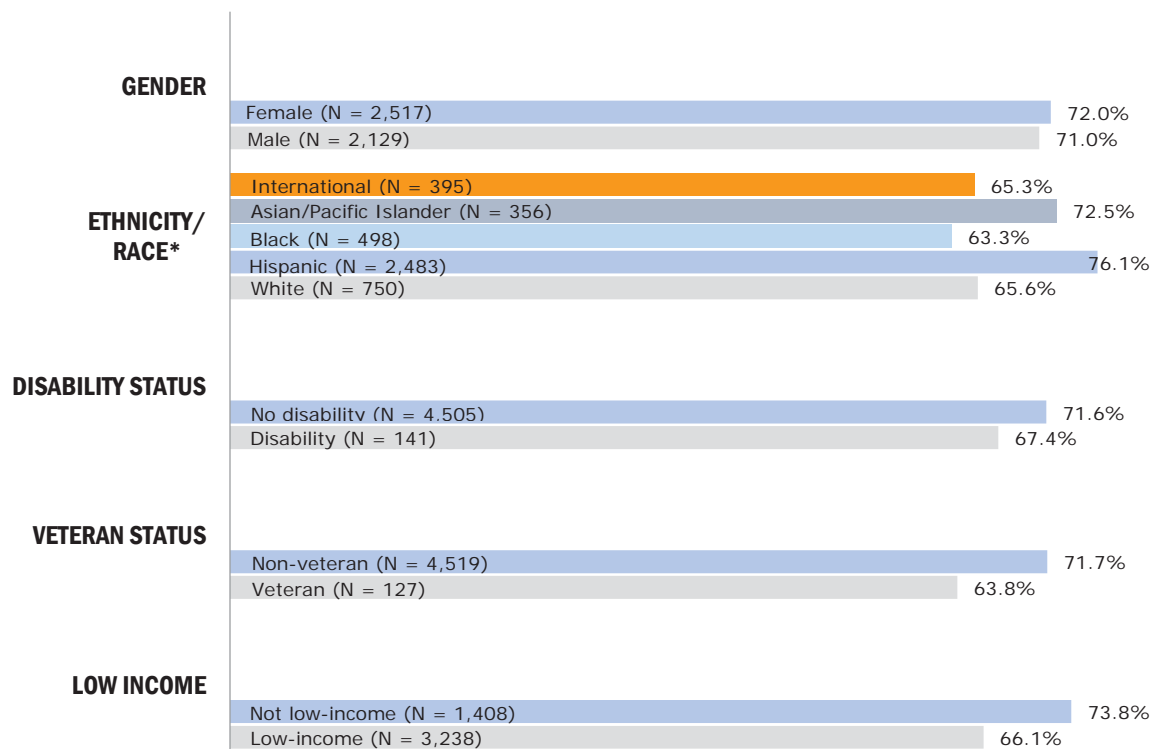 GENDER
Female (N = 2,517) 72.0%
Male (N = 2,129) 71.0%
ETHNICITY/
RACE*
International (N = 395) 65.3%
Asian/Pacific Islander (N = 356) 72.5%
Black (N = 498) 63.3%
Hispanic (N = 2,483) 76.1%
White (N = 750) 65.6%
DISABILITY STATUS
No disability (N = 4,505) 71.6%
Disability (N = 141) 67.4%
VETERAN STATUS
Non-veteran (N = 4,519) 71.7%
Veteran (N = 127) 63.8%
LOW INCOME
Not low-income (N = 1,408) 73.8%
Low-income (N = 3,238) 66.1%